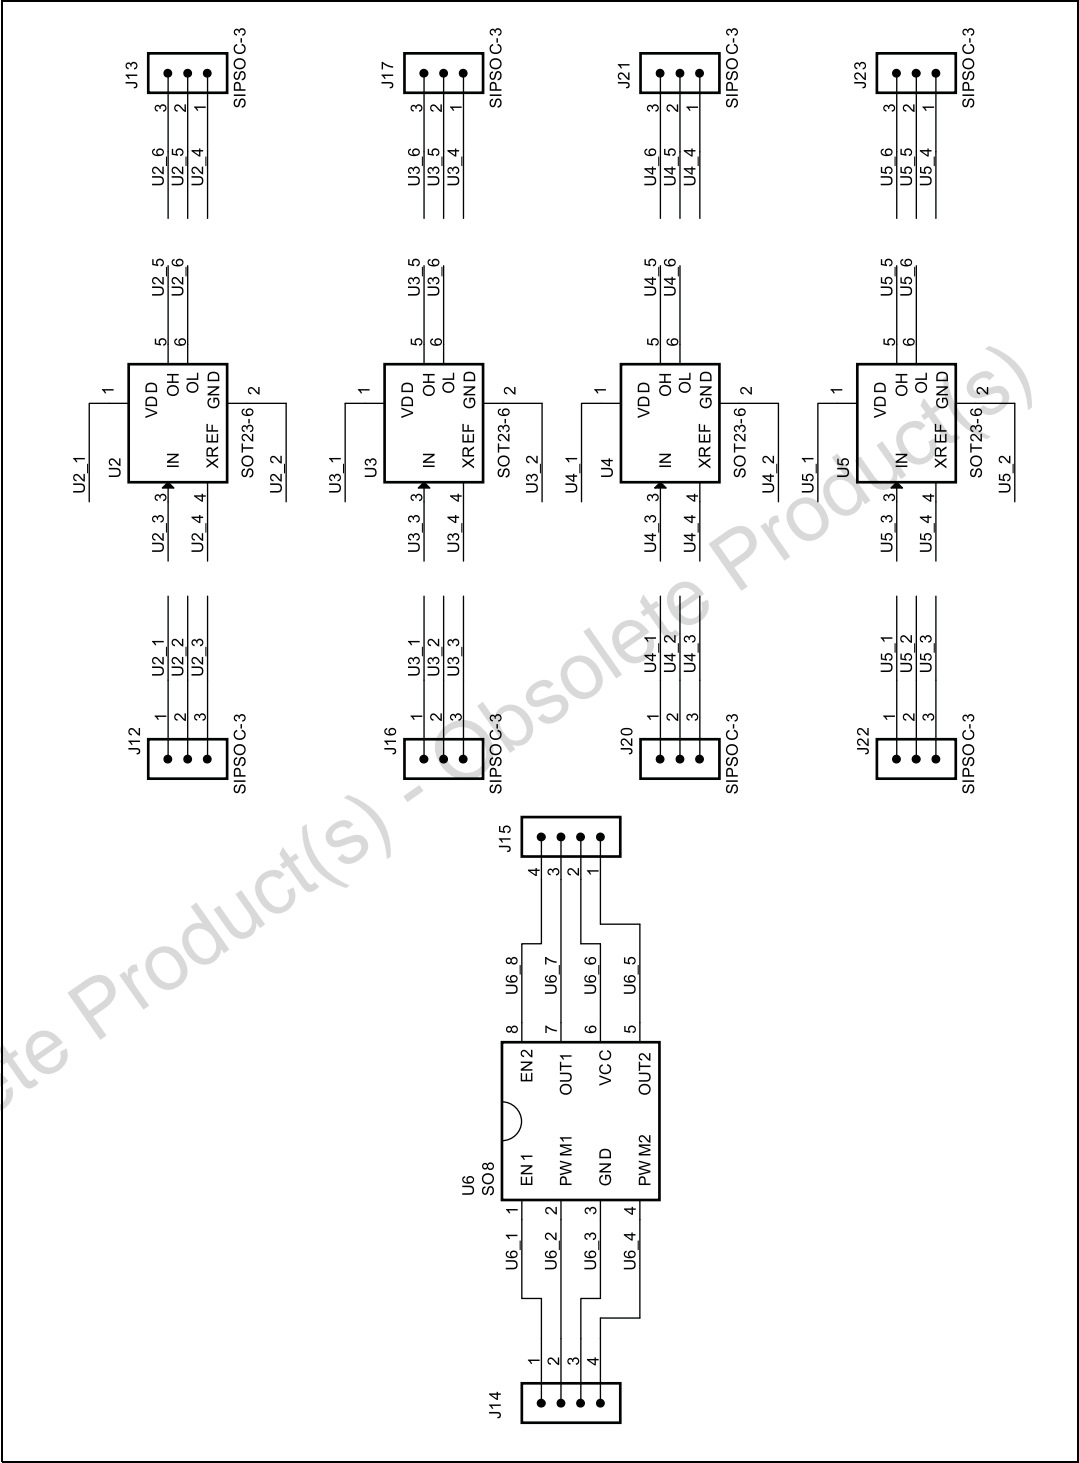 J14
1
2
3
4
U6_1
U6_2
U6_3
U6_4
1
2
3
4
U6
SO8
EN1
PWM1
GND
PWM2
EN2
OUT1
VCC
OUT2
8
7
6
5
U6_8
U6_7
U6_6
U6_5
4
3
2
1
J15
J12
SIPSOC-3
1
2
3
U2_1
U2_2
U2_3
U2_3
U2_4
3
4
U2_1
U2
1
IN
XREF
VDD
OH
OL
GND
SOT23-6
2
U2_2
5
6
U2_5
U2_6
U2_6
U2_5
U2_4
3
2
1
J13
SIPSOC-3
J16
SIPSOC-3
1
2
3
U3_1
U3_2
U3_3
U3_3
U3_4
3
4
U3_1
U3
1
IN
XREF
VDD
OH
OL
GND
SOT23-6
2
U3_2
5
6
U3_5
U3_6
U3_6
U3_5
U3_4
3
2
1
J17
SIPSOC-3
J20
SIPSOC-3
1
2
3
U4_1
U4_2
U4_3
U4_3
U4_4
3
4
U4_1
U4
1
IN
XREF
VDD
OH
OL
GND
SOT23-6
2
U4_2
5
6
U4_5
U4_6
U4_6
U4_5
U4_4
3
2
1
J21
SIPSOC-3
J22
SIPSOC-3
1
2
3
U5_1
U5_2
U5_3
U5_3
U5_4
3
4
U5_1
U5
1
IN
XREF
VDD
OH
OL
GND
SOT23-6
2
U5_2
5
6
U5_5
U5_6
U5_6
U5_5
U5_4
3
2
1
J23
SIPSOC-3
ete Product(s) - Obsolete Product(s)